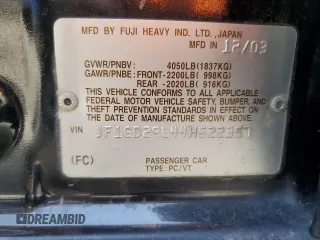 MFD BY FUJI HEAVY IND. LTD., JAPAN
MFD IN 12/03
GVWR/PNBV : 4050LB(1837KG)
GAWR/PNBE: FRONT-2200LB( 998KG)
REAR -2020LB( 916KG)
THIS VEHICLE CONFORMS TO ALL APPLICABLE
FEDERAL MOTOR VEHICLE SAFETY, BUMPER, AND
THEFT PREVENTION STANDARDS IN EFFECT ON
THE DATE OF MANUFACTURE SHOWN ABOVE.
VIN
(FC)
PASSENGER CAR
TYPE: PC/VT
DREAMBID